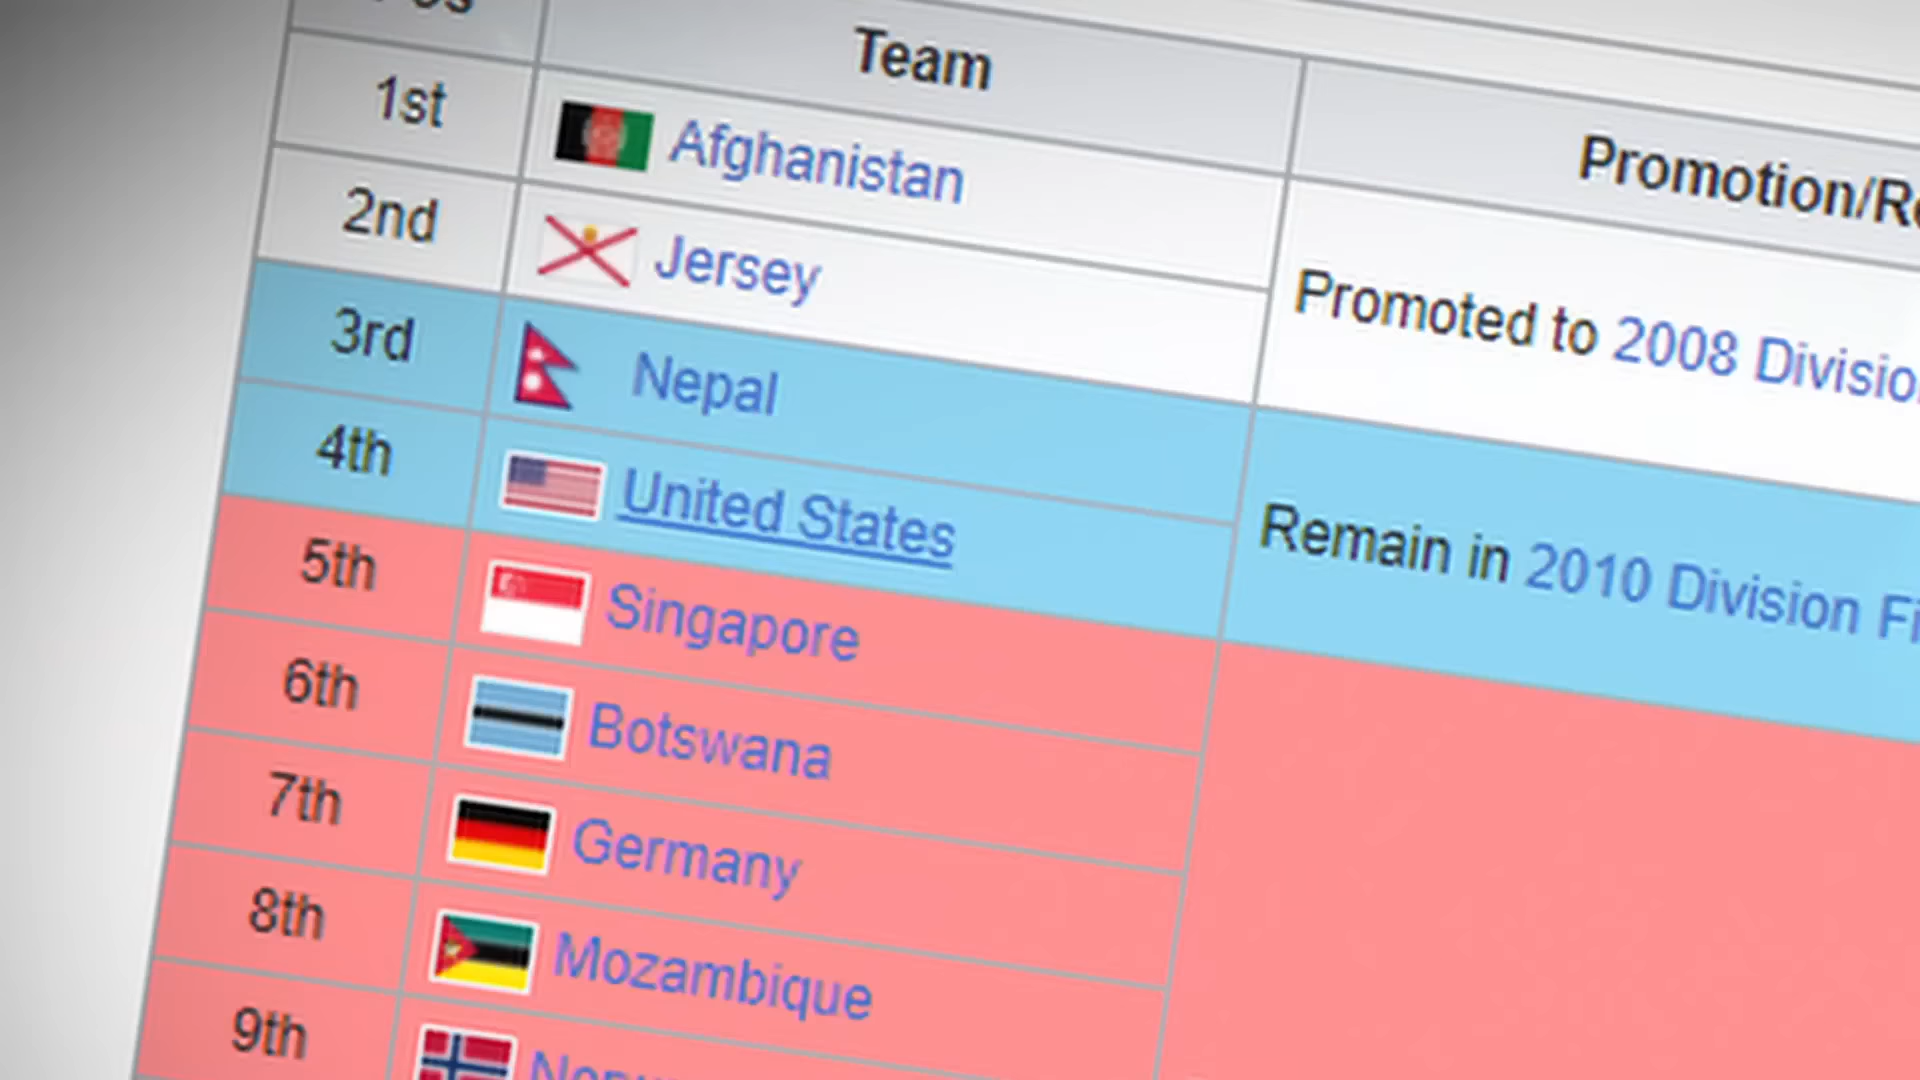 Team
Promotion/Re
1st
Afghanistan
Promoted to 2008 Divisio
2nd
Jersey
3rd
Nepal
Remain in 2010 Division Fi
4th
United States
5th
Singapore
6th
Botswana
7th
Germany
8th
Mozambique
9th